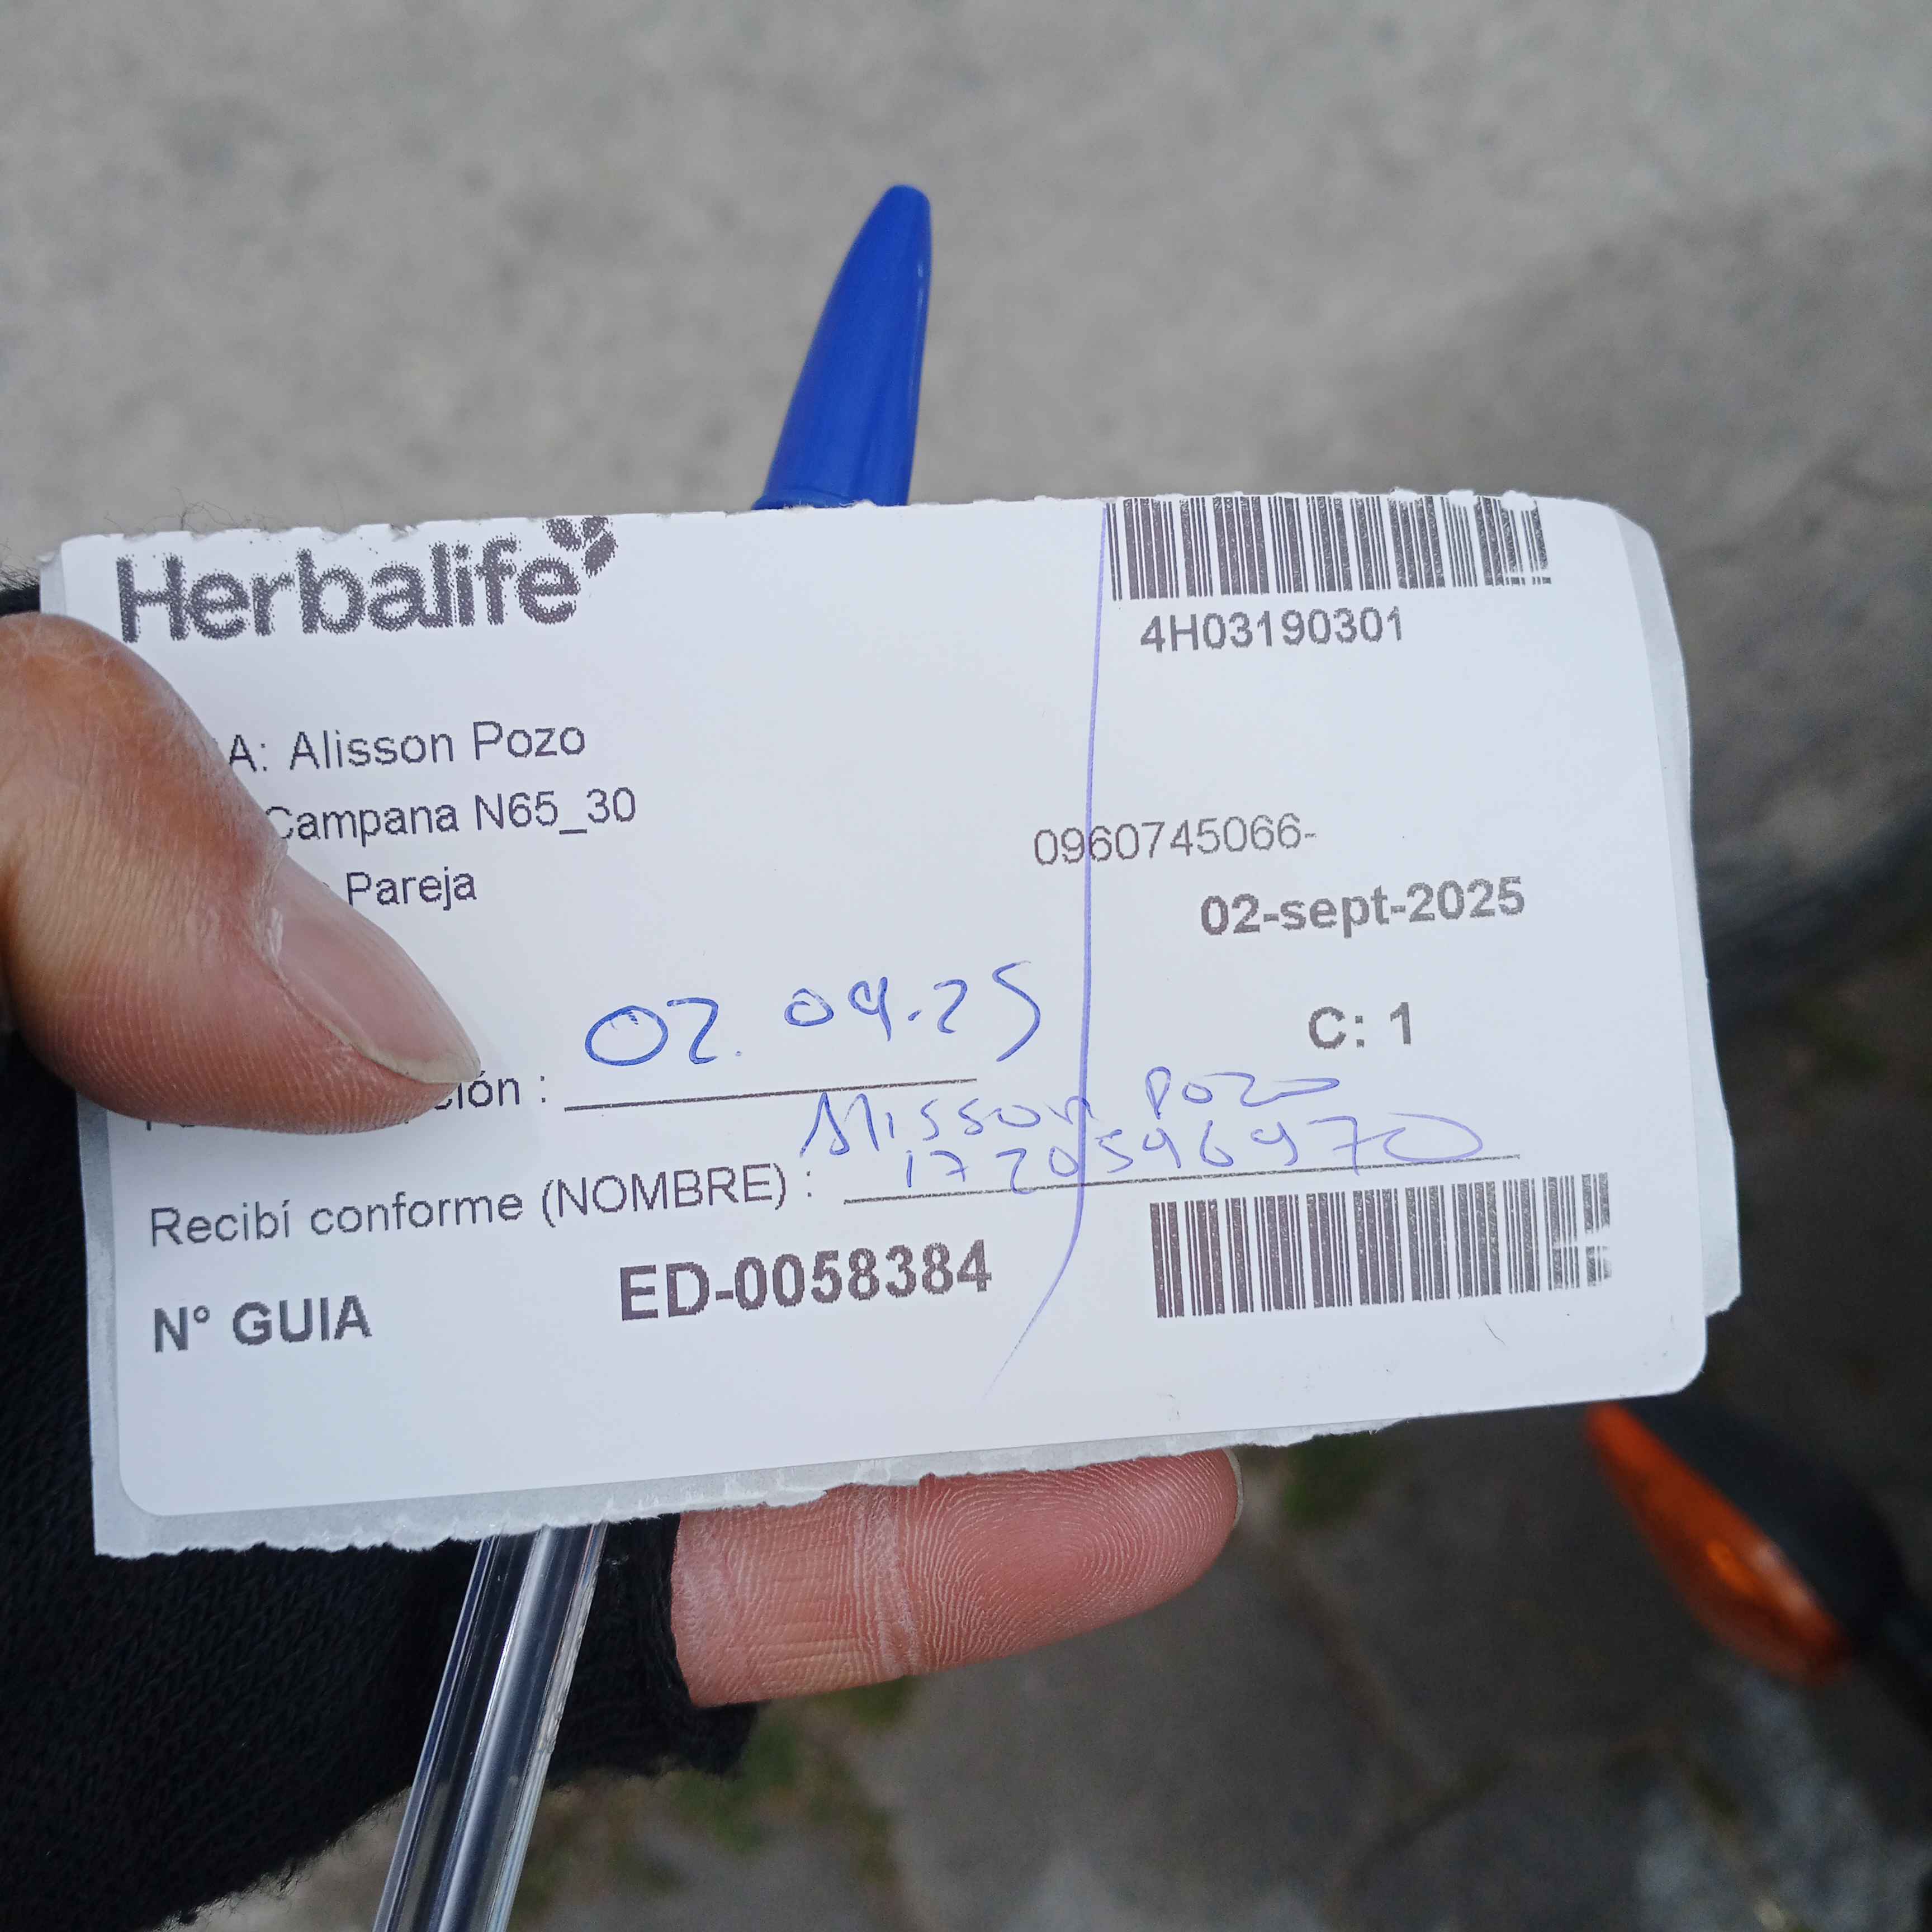 Herbalife
4H03190301
A: Alisson Pozo
Campana N65_30
0960745066-
Pareja
02-sept-2025
02.09.25
C: 1
ción :
Alisson Pozo
Recibí conforme (NOMBRE) :
N° GUIA
ED-0058384